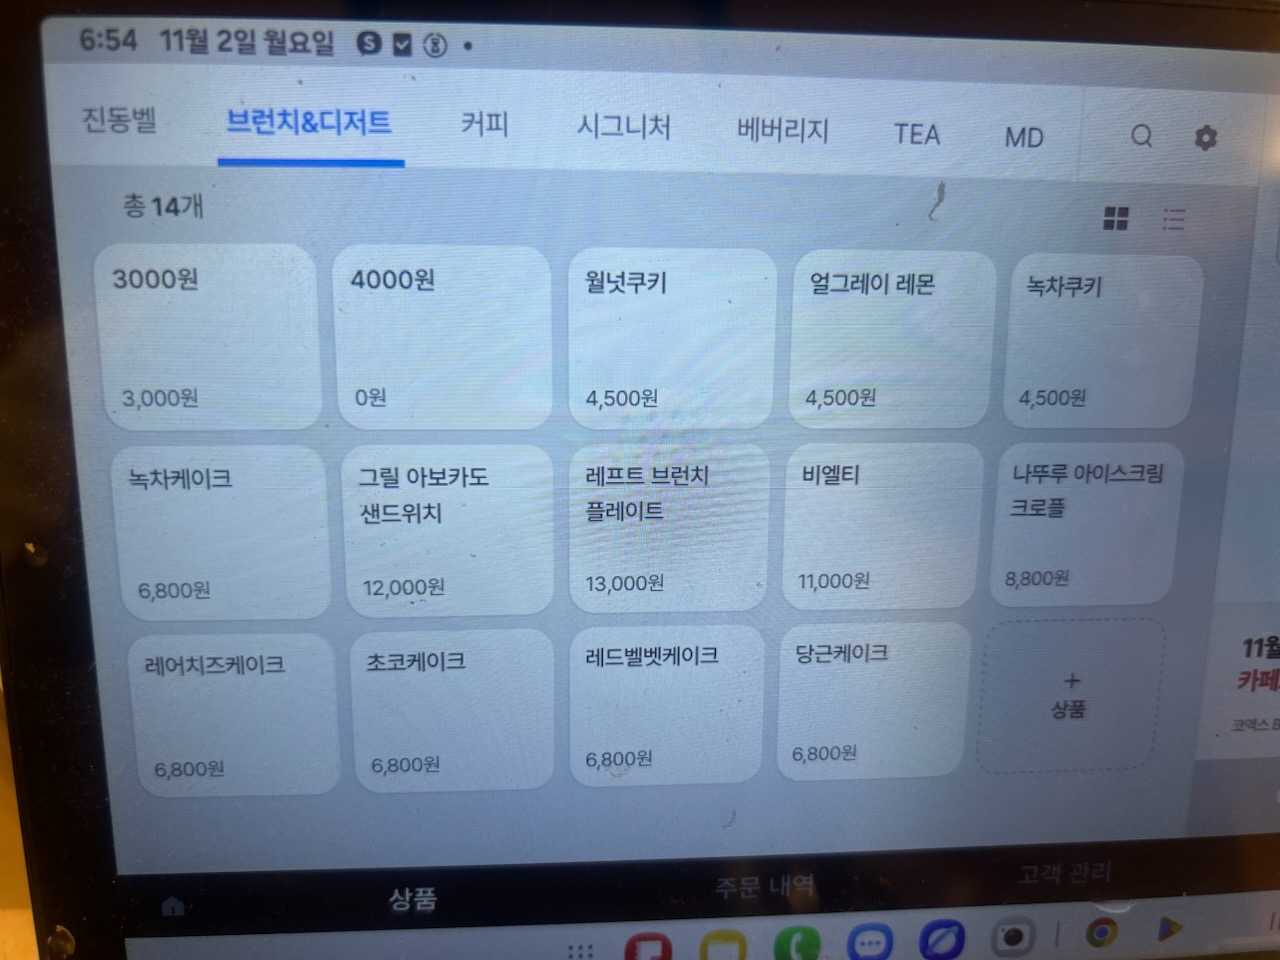 6:54 11월 2일 월요일
진동벨 브런치&디저트 커피 시그니처 베버리지 TEA MD
총 14개
3000원
3,000원
4000원
0원
월넛쿠키
4,500원
얼그레이 레몬
4,500원
녹차쿠키
4,500원
녹차케이크
6,800원
그릴 아보카도
샌드위치
12,000원
레프트 브런치
플레이트
13,000원
비엘티
11,000원
나뚜루 아이스크림
크로플
8,800원
레어치즈케이크
6,800원
초코케이크
6,800원
레드벨벳케이크
6,800원
당근케이크
6,800원
+
상품
11월
카페
코엑스
상품 주문 내역 고객 관리